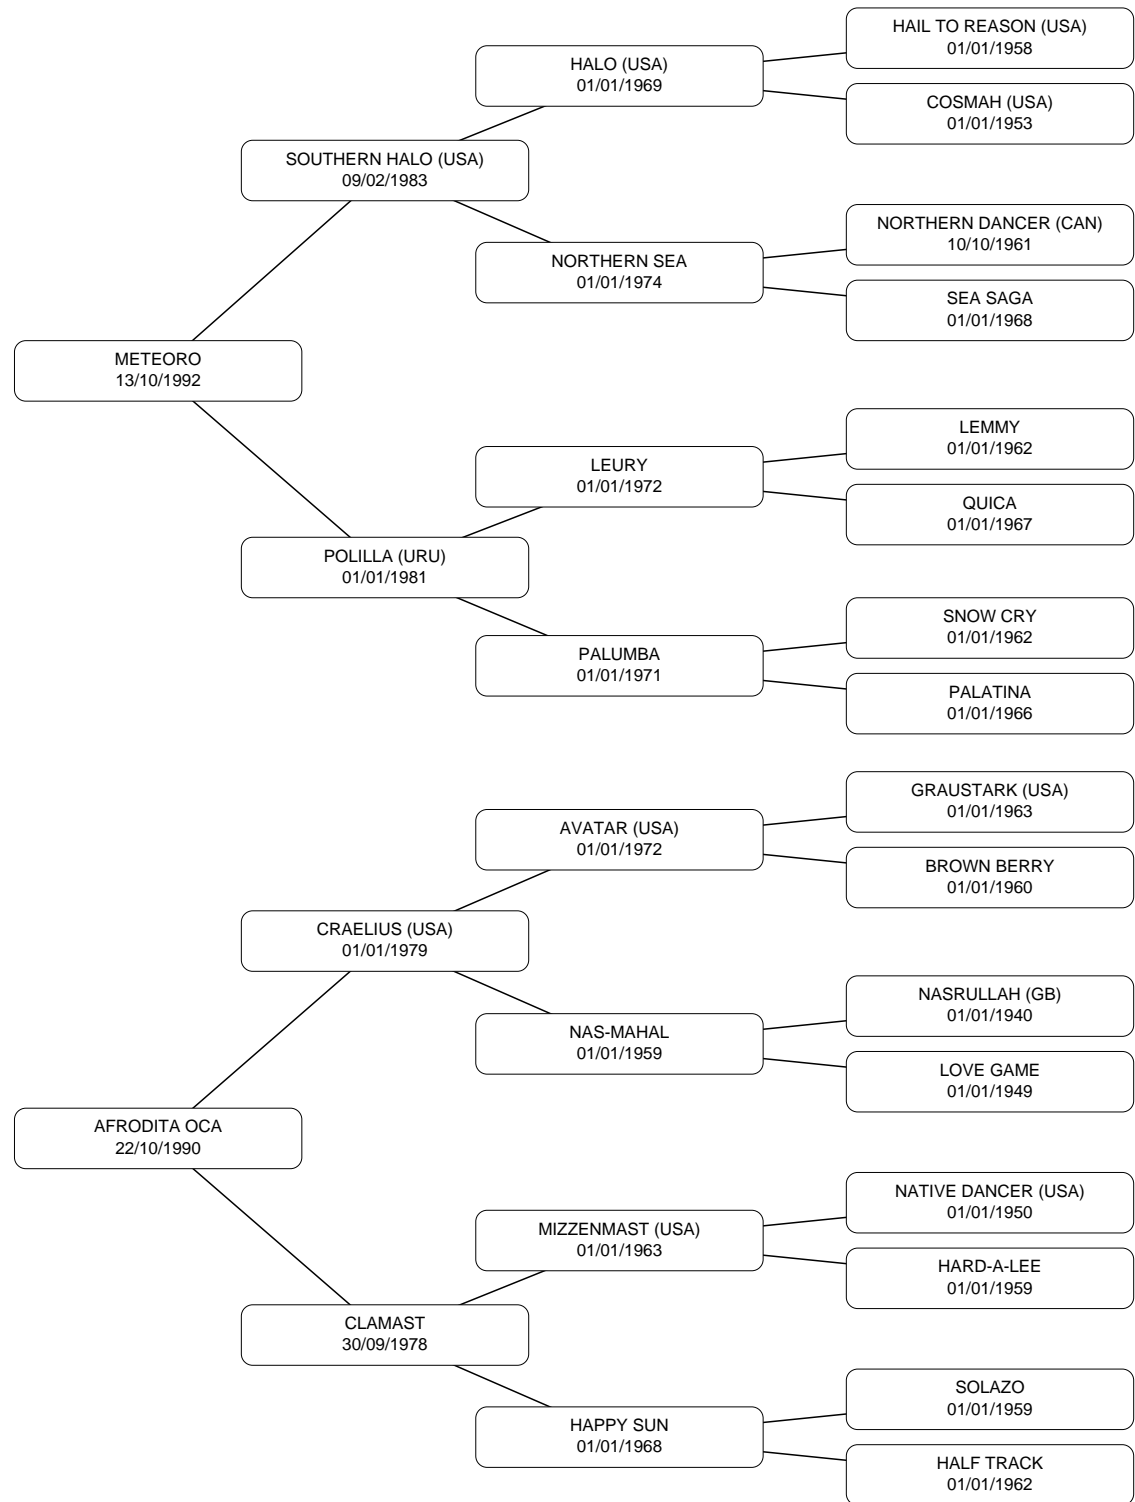 HAIL TO REASON (USA)
01/01/1958
HALO (USA)
01/01/1969
COSMAH (USA)
01/01/1953
SOUTHERN HALO (USA)
09/02/1983
NORTHERN DANCER (CAN)
10/10/1961
NORTHERN SEA
01/01/1974
SEA SAGA
01/01/1968
METEORO
13/10/1992
LEMMY
01/01/1962
LEURY
01/01/1972
QUICA
01/01/1967
POLILLA (URU)
01/01/1981
SNOW CRY
01/01/1962
PALUMBA
01/01/1971
PALATINA
01/01/1966
GRAUSTARK (USA)
01/01/1963
AVATAR (USA)
01/01/1972
BROWN BERRY
01/01/1960
CRAELIUS (USA)
01/01/1979
NASRULLAH (GB)
01/01/1940
NAS-MAHAL
01/01/1959
LOVE GAME
01/01/1949
AFRODITA OCA
22/10/1990
NATIVE DANCER (USA)
01/01/1950
MIZZENMAST (USA)
01/01/1963
HARD-A-LEE
01/01/1959
CLAMAST
30/09/1978
SOLAZO
01/01/1959
HAPPY SUN
01/01/1968
HALF TRACK
01/01/1962